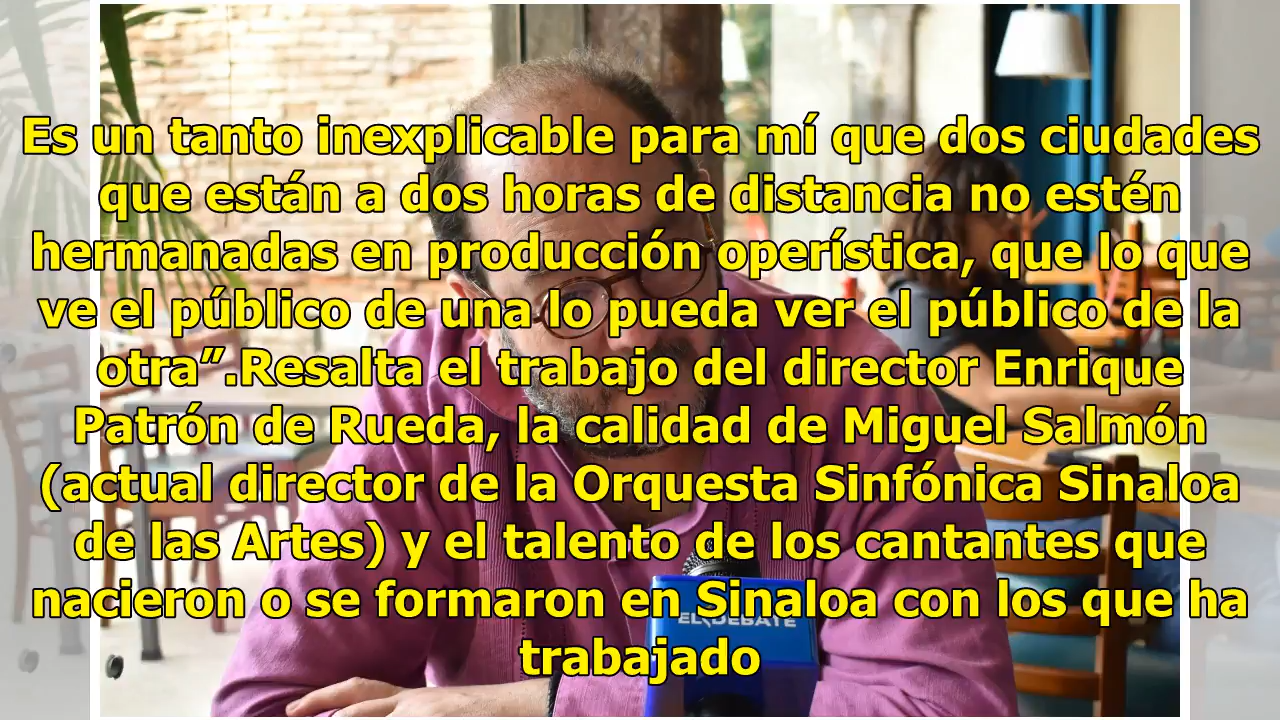 Es un tanto inexplicable para mí que dos ciudades
que están a dos horas de distancia no estén
hermanadas en producción operística, que lo que
ve el público de una lo pueda ver el público de la
otra”.Resalta el trabajo del director Enrique
Patrón de Rueda, la calidad de Miguel Salmón
(actual director de la Orquesta Sinfónica Sinaloa
de las Artes) y el talento de los cantantes que
nacieron o se formaron en Sinaloa con los que ha
EL DEBATE
trabajado